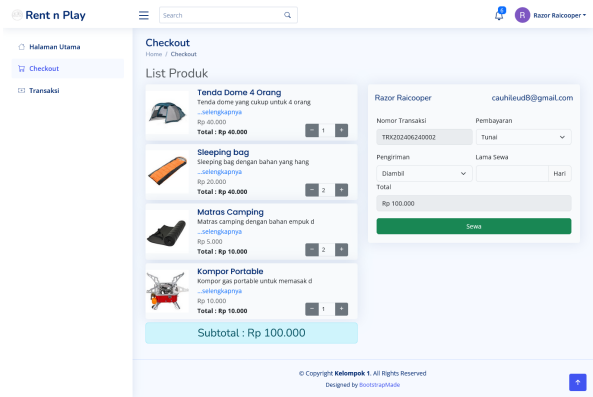 Rent n Play
Search
R
Razor Raicooper
Halaman Utama
Checkout
Transaksi
Checkout
Home / Checkout
List Produk
Tenda Dome 4 Orang
Tenda dome yang cukup untuk 4 orang
...selengkapnya
Rp 40.000
Total : Rp 40.000
− 1 +
Sleeping bag
Sleeping bag dengan bahan yang hang
...selengkapnya
Rp 20.000
Total : Rp 40.000
− 2 +
Matras Camping
Matras camping dengan bahan empuk d
...selengkapnya
Rp 5.000
Total : Rp 10.000
− 2 +
Kompor Portable
Kompor gas portable untuk memasak d
...selengkapnya
Rp 10.000
Total : Rp 10.000
− 1 +
Subtotal : Rp 100.000
Razor Raicooper cauhileud8@gmail.com
Nomor Transaksi Pembayaran
TRX202406240002 Tunai
Pengiriman Lama Sewa
Diambil Hari
Total
Rp 100.000
Sewa
© Copyright Kelompok 1. All Rights Reserved
Designed by BootstrapMade